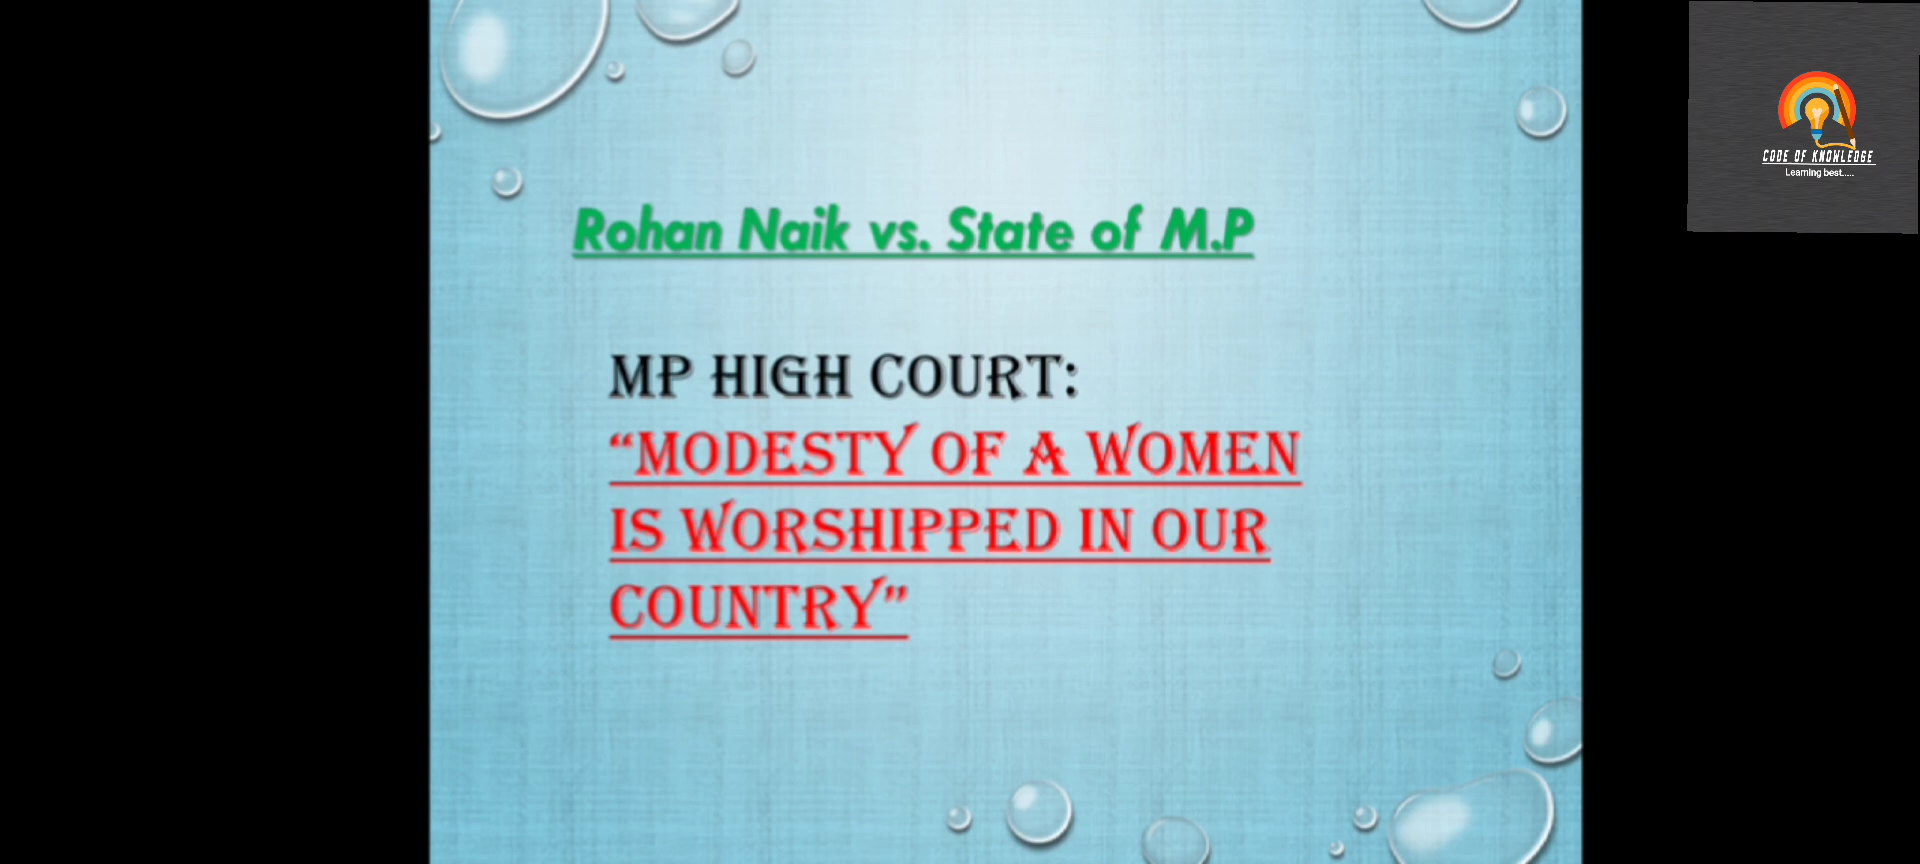 Rohan Naik vs. State of M.P
MP HIGH COURT:
“MODESTY OF A WOMEN
IS WORSHIPPED IN OUR
COUNTRY”
CODE OF KNOWLEDGE
Learning best.....